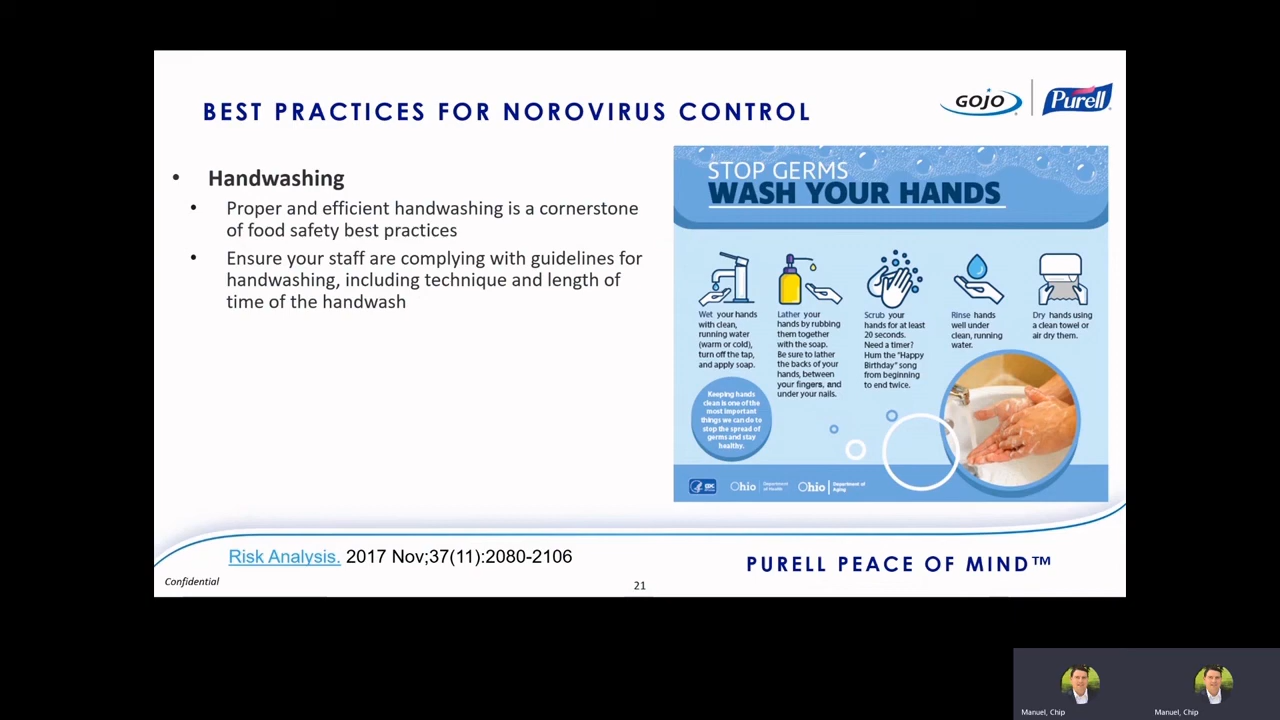 BEST PRACTICES FOR NOROVIRUS CONTROL
GOJO
Purell
• Handwashing
• Proper and efficient handwashing is a cornerstone
of food safety best practices
• Ensure your staff are complying with guidelines for
handwashing, including technique and length of
time of the handwash
STOP GERMS
WASH YOUR HANDS
Wet your hands
with clean,
running water
(warm or cold),
turn off the tap,
and apply soap.
Lather your
hands by rubbing
them together
with the soap.
Be sure to lather
the backs of your
hands, between
your fingers, and
under your nails.
Scrub your
hands for at least
20 seconds.
Need a timer?
Hum the "Happy
Birthday" song
from beginning
to end twice.
Rinse hands
well under
clean, running
water.
Dry hands using
a clean towel or
air dry them.
Keeping hands
clean is one of the
most important
things we can do to
stop the spread of
germs and stay
healthy.
CDC
Ohio Department
of Health
Ohio Department of
Aging
Risk Analysis. 2017 Nov;37(11):2080-2106
PURELL PEACE OF MIND™
Confidential
21
Manuel, Chip
Manuel, Chip